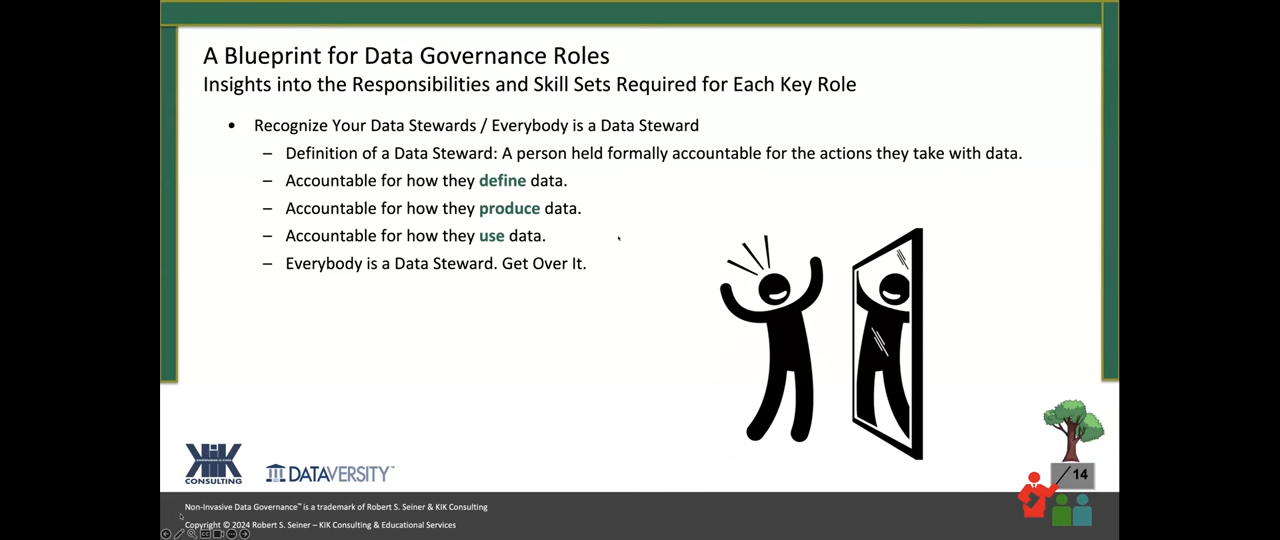 A Blueprint for Data Governance Roles
Insights into the Responsibilities and Skill Sets Required for Each Key Role
• Recognize Your Data Stewards / Everybody is a Data Steward
– Definition of a Data Steward: A person held formally accountable for the actions they take with data.
– Accountable for how they define data.
– Accountable for how they produce data.
– Accountable for how they use data.
– Everybody is a Data Steward. Get Over It.
KIK
CONSULTING
DATAVERSITY™
14
Non-Invasive Data Governance™ is a trademark of Robert S. Seiner & KIK Consulting
Copyright © 2024 Robert S. Seiner – KIK Consulting & Educational Services